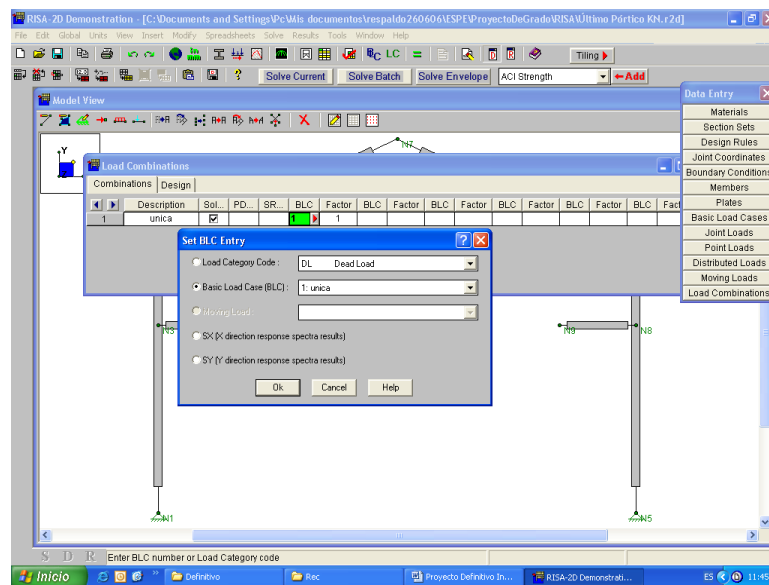 RISA-2D Demonstration - [C:\Documents and Settings\Pc\Mis documentos\respaldo260606\ESPE\ProyectoDeGrado\RISA\Último Pórtico KN.r2d]
File Edit Global Units View Insert Modify Spreadsheets Solve Results Tools Window Help
LC Tiling
Solve Current Solve Batch Solve Envelope ACI Strength Add
Model View
Data Entry
Materials
Section Sets
Design Rules
Joint Coordinates
Boundary Conditions
Members
Plates
Basic Load Cases
Joint Loads
Point Loads
Distributed Loads
Moving Loads
Load Combinations
Y
N7
Load Combinations
Combinations Design
Description Sol... PD... SR... BLC Factor BLC Factor BLC Factor BLC Factor BLC Factor BLC Fact
1 unica 1 1
Set BLC Entry
Load Category Code : DL Dead Load
Basic Load Case (BLC) : 1: unica
Moving Load :
SX (X direction response spectra results)
SY (Y direction response spectra results)
Ok Cancel Help
N3 N9 N8
N1 N5
S D R Enter BLC number or Load Category code
Inicio Definitivo Rec Proyecto Definitivo In... RISA-2D Demonstrati... ES 11:45